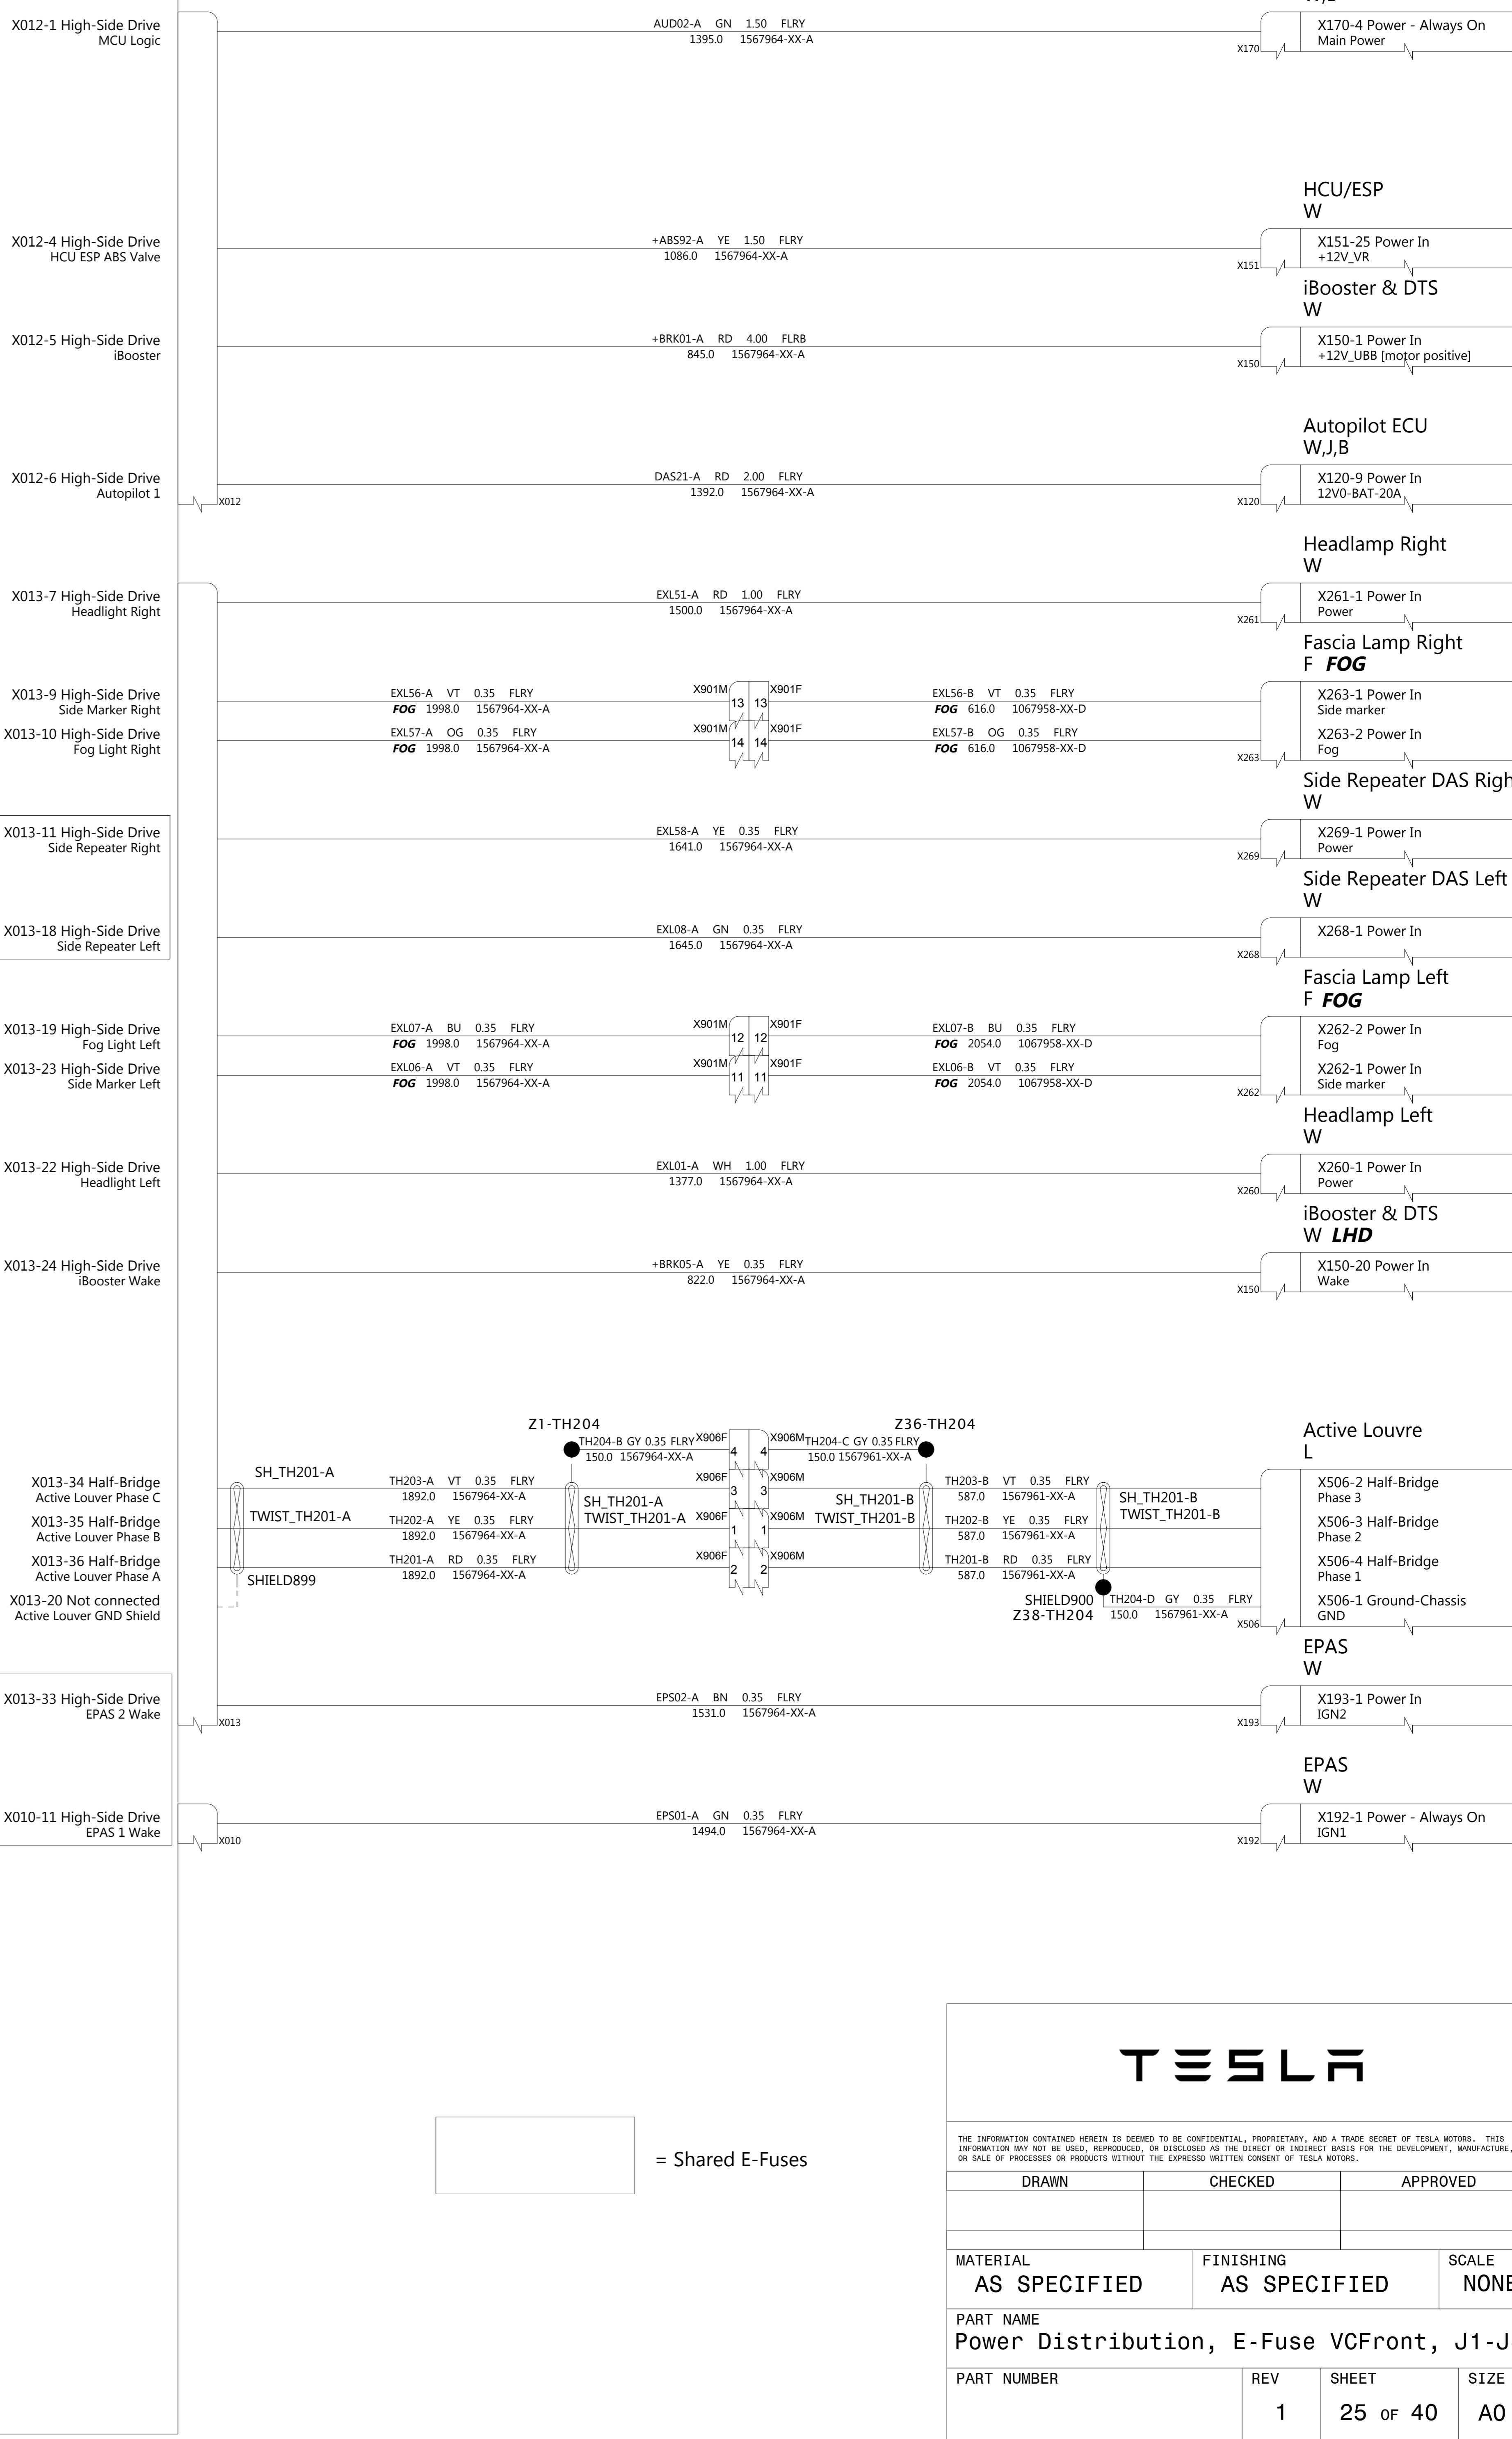 X012-1 High-Side Drive
MCU Logic
AUD02-A GN 1.50 FLRY
1395.0 1567964-XX-A
X170
X170-4 Power - Always On
Main Power
HCU/ESP
W
X012-4 High-Side Drive
HCU ESP ABS Valve
+ABS92-A YE 1.50 FLRY
1086.0 1567964-XX-A
X151
X151-25 Power In
+12V_VR
iBooster & DTS
W
X012-5 High-Side Drive
iBooster
+BRK01-A RD 4.00 FLRB
845.0 1567964-XX-A
X150
X150-1 Power In
+12V_UBB [motor positive]
Autopilot ECU
W,J,B
X012-6 High-Side Drive
Autopilot 1
X012
DAS21-A RD 2.00 FLRY
1392.0 1567964-XX-A
X120
X120-9 Power In
12V0-BAT-20A
Headlamp Right
W
X013-7 High-Side Drive
Headlight Right
EXL51-A RD 1.00 FLRY
1500.0 1567964-XX-A
X261
X261-1 Power In
Power
Fascia Lamp Right
F FOG
X013-9 High-Side Drive
Side Marker Right
EXL56-A VT 0.35 FLRY
FOG 1998.0 1567964-XX-A
X901M 13 13 X901F
EXL56-B VT 0.35 FLRY
FOG 616.0 1067958-XX-D
X263-1 Power In
Side marker
X013-10 High-Side Drive
Fog Light Right
EXL57-A OG 0.35 FLRY
FOG 1998.0 1567964-XX-A
X901M 14 14 X901F
EXL57-B OG 0.35 FLRY
FOG 616.0 1067958-XX-D
X263
X263-2 Power In
Fog
Side Repeater DAS Righ
W
X013-11 High-Side Drive
Side Repeater Right
EXL58-A YE 0.35 FLRY
1641.0 1567964-XX-A
X269
X269-1 Power In
Power
Side Repeater DAS Left
W
X013-18 High-Side Drive
Side Repeater Left
EXL08-A GN 0.35 FLRY
1645.0 1567964-XX-A
X268
X268-1 Power In
Fascia Lamp Left
F FOG
X013-19 High-Side Drive
Fog Light Left
EXL07-A BU 0.35 FLRY
FOG 1998.0 1567964-XX-A
X901M 12 12 X901F
EXL07-B BU 0.35 FLRY
FOG 2054.0 1067958-XX-D
X262-2 Power In
Fog
X013-23 High-Side Drive
Side Marker Left
EXL06-A VT 0.35 FLRY
FOG 1998.0 1567964-XX-A
X901M 11 11 X901F
EXL06-B VT 0.35 FLRY
FOG 2054.0 1067958-XX-D
X262
X262-1 Power In
Side marker
Headlamp Left
W
X013-22 High-Side Drive
Headlight Left
EXL01-A WH 1.00 FLRY
1377.0 1567964-XX-A
X260
X260-1 Power In
Power
iBooster & DTS
W LHD
X013-24 High-Side Drive
iBooster Wake
+BRK05-A YE 0.35 FLRY
822.0 1567964-XX-A
X150
X150-20 Power In
Wake
Active Louvre
L
Z1-TH204
TH204-B GY 0.35 FLRY
150.0 1567964-XX-A
X906F 4 4 X906M
TH204-C GY 0.35 FLRY
150.0 1567961-XX-A
Z36-TH204
X013-34 Half-Bridge
Active Louver Phase C
SH_TH201-A
TH203-A VT 0.35 FLRY
1892.0 1567964-XX-A
SH_TH201-A
X906F 3 3 X906M
SH_TH201-B
TH203-B VT 0.35 FLRY
587.0 1567961-XX-A
SH_TH201-B
X506-2 Half-Bridge
Phase 3
X013-35 Half-Bridge
Active Louver Phase B
TWIST_TH201-A
TH202-A YE 0.35 FLRY
1892.0 1567964-XX-A
TWIST_TH201-A
X906F 1 1 X906M
TWIST_TH201-B
TH202-B YE 0.35 FLRY
587.0 1567961-XX-A
TWIST_TH201-B
X506-3 Half-Bridge
Phase 2
X013-36 Half-Bridge
Active Louver Phase A
TH201-A RD 0.35 FLRY
1892.0 1567964-XX-A
X906F 2 2 X906M
TH201-B RD 0.35 FLRY
587.0 1567961-XX-A
X506-4 Half-Bridge
Phase 1
SHIELD899
X013-20 Not connected
Active Louver GND Shield
SHIELD900
Z38-TH204
TH204-D GY 0.35 FLRY
150.0 1567961-XX-A
X506
X506-1 Ground-Chassis
GND
EPAS
W
X013-33 High-Side Drive
EPAS 2 Wake
X013
EPS02-A BN 0.35 FLRY
1531.0 1567964-XX-A
X193
X193-1 Power In
IGN2
EPAS
W
X010-11 High-Side Drive
EPAS 1 Wake
X010
EPS01-A GN 0.35 FLRY
1494.0 1567964-XX-A
X192
X192-1 Power - Always On
IGN1
= Shared E-Fuses
TESLA
THE INFORMATION CONTAINED HEREIN IS DEEMED TO BE CONFIDENTIAL, PROPRIETARY, AND A TRADE SECRET OF TESLA MOTORS. THIS
INFORMATION MAY NOT BE USED, REPRODUCED, OR DISCLOSED AS THE DIRECT OR INDIRECT BASIS FOR THE DEVELOPMENT, MANUFACTURE,
OR SALE OF PROCESSES OR PRODUCTS WITHOUT THE EXPRESSD WRITTEN CONSENT OF TESLA MOTORS.
DRAWN CHECKED APPROVED
MATERIAL FINISHING SCALE
AS SPECIFIED AS SPECIFIED NONE
PART NAME
Power Distribution, E-Fuse VCFront, J1-J
PART NUMBER REV SHEET SIZE
1 25 OF 40 A0